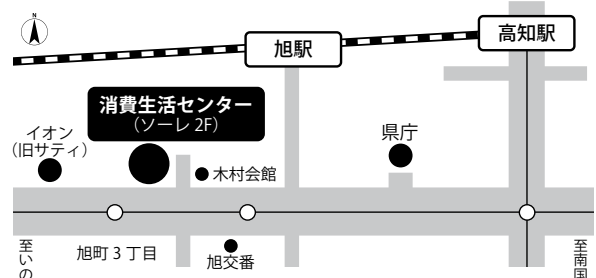 N
高知駅
旭駅
消費生活センター
（ソーレ 2F）
イオン
（旧サティ）
県庁
木村会館
旭町 3 丁目
旭交番
至いの
至南国